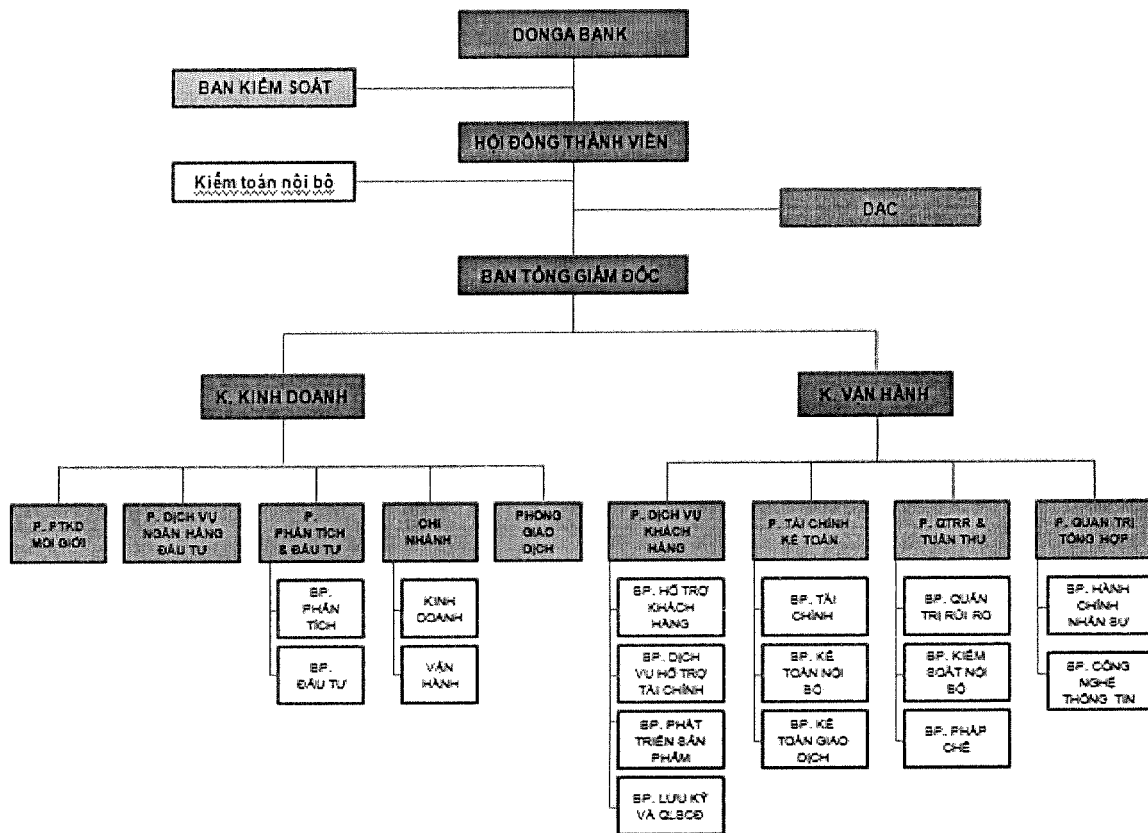 DONGA BANK
BAN KIỂM SOÁT
HỘI ĐỒNG THÀNH VIÊN
Kiểm toán nội bộ
DAC
BAN TỔNG GIÁM ĐỐC
K. KINH DOANH
K. VẬN HÀNH
P. PTKD
MÔI GIỚI
P. DỊCH VỤ
NGÂN HÀNG
ĐẦU TƯ
P.
PHÂN TÍCH
& ĐẦU TƯ
CHI
NHÁNH
PHÒNG
GIAO
DỊCH
P. DỊCH VỤ
KHÁCH
HÀNG
P. TÀI CHÍNH
KẾ TOÁN
P. QTRR &
TUÂN THỦ
P. QUẢN TRỊ
TỔNG HỢP
BP.
PHÂN
TÍCH
BP.
ĐẦU TƯ
KINH
DOANH
VẬN
HÀNH
BP. HỖ TRỢ
KHÁCH
HÀNG
BP. DỊCH
VỤ HỖ TRỢ
TÀI CHÍNH
BP. PHÁT
TRIỂN SẢN
PHẨM
BP. LƯU KÝ
VÀ QLSCĐ
BP. TÀI
CHÍNH
BP. KẾ
TOÁN NỘI
BỘ
BP. KẾ
TOÁN GIAO
DỊCH
BP. QUẢN
TRỊ RỦI RO
BP. KIỂM
SOÁT NỘI
BỘ
BP. PHÁP
CHẾ
BP. HÀNH
CHÍNH
NHÂN SỰ
BP. CÔNG
NGHỆ
THÔNG TIN